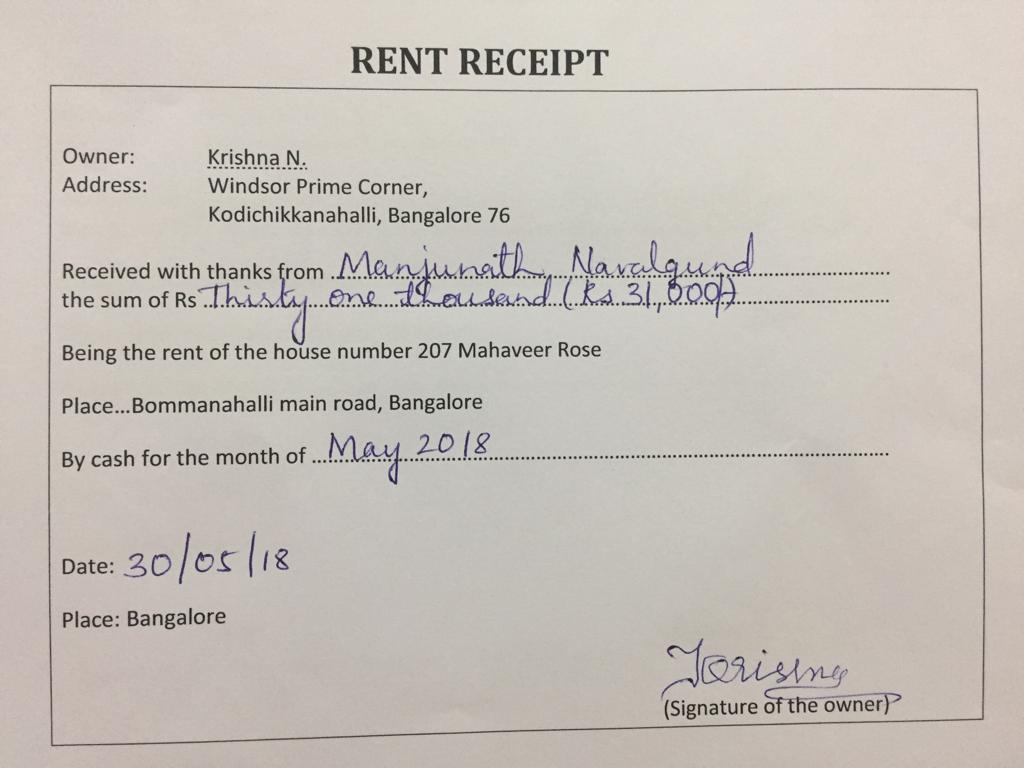 RENT RECEIPT
Owner: Krishna N.
Address: Windsor Prime Corner,
Kodichikkanahalli, Bangalore 76
Received with thanks from Manjunath Navalgund
the sum of Rs Thirty one thousand (Rs. 31,000/-)
Being the rent of the house number 207 Mahaveer Rose
Place...Bommanahalli main road, Bangalore
By cash for the month of May 2018
Date: 30/05/18
Place: Bangalore
(Signature of the owner)